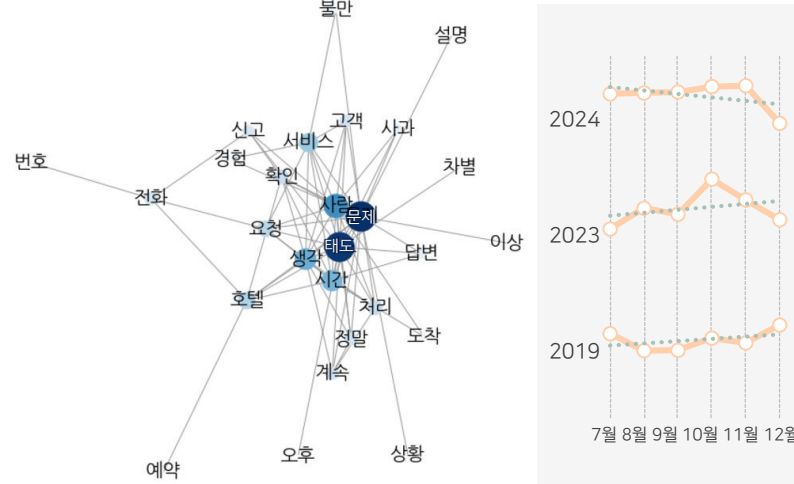 불만
설명
고객
사과
신고
서비스
경험
번호
차별
확인
전화
사람
문제
요청
이상
태도
답변
생각
시간
호텔
처리
정말
도착
계속
오후
상황
예약
2024
2023
2019
7월 8월 9월 10월 11월 12월